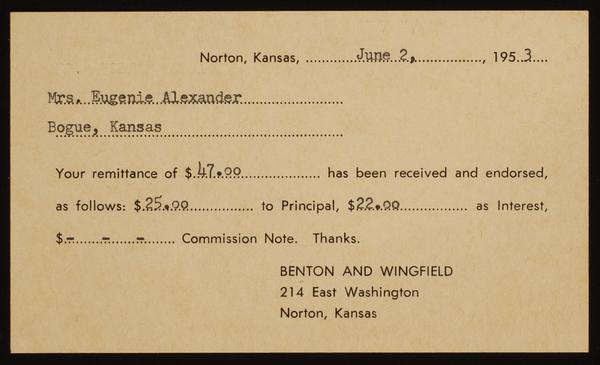 Norton, Kansas, June 2, 1953
Mrs. Eugenie Alexander
Bogue, Kansas
Your remittance of $47.00 has been received and endorsed,
as follows: $25.00 to Principal, $22.00 as Interest,
$- - - Commission Note. Thanks.
BENTON AND WINGFIELD
214 East Washington
Norton, Kansas